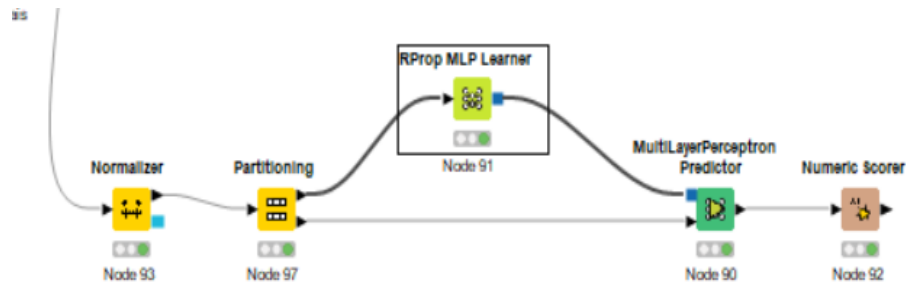 RProp MLP Learner
Node 91
MultiLayerPerceptron
Predictor
Normalizer
Partitioning
Numeric Scorer
Node 93
Node 97
Node 90
Node 92